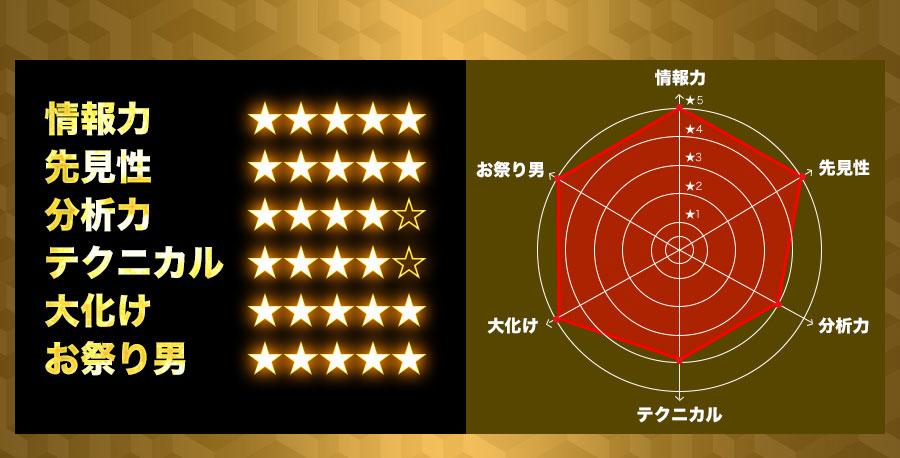 情報力 ★★★★★
先見性 ★★★★★
分析力 ★★★★☆
テクニカル ★★★★☆
大化け ★★★★★
お祭り男 ★★★★★
情報力
★5
★4
★3
★2
★1
お祭り男
先見性
大化け
分析力
テクニカル